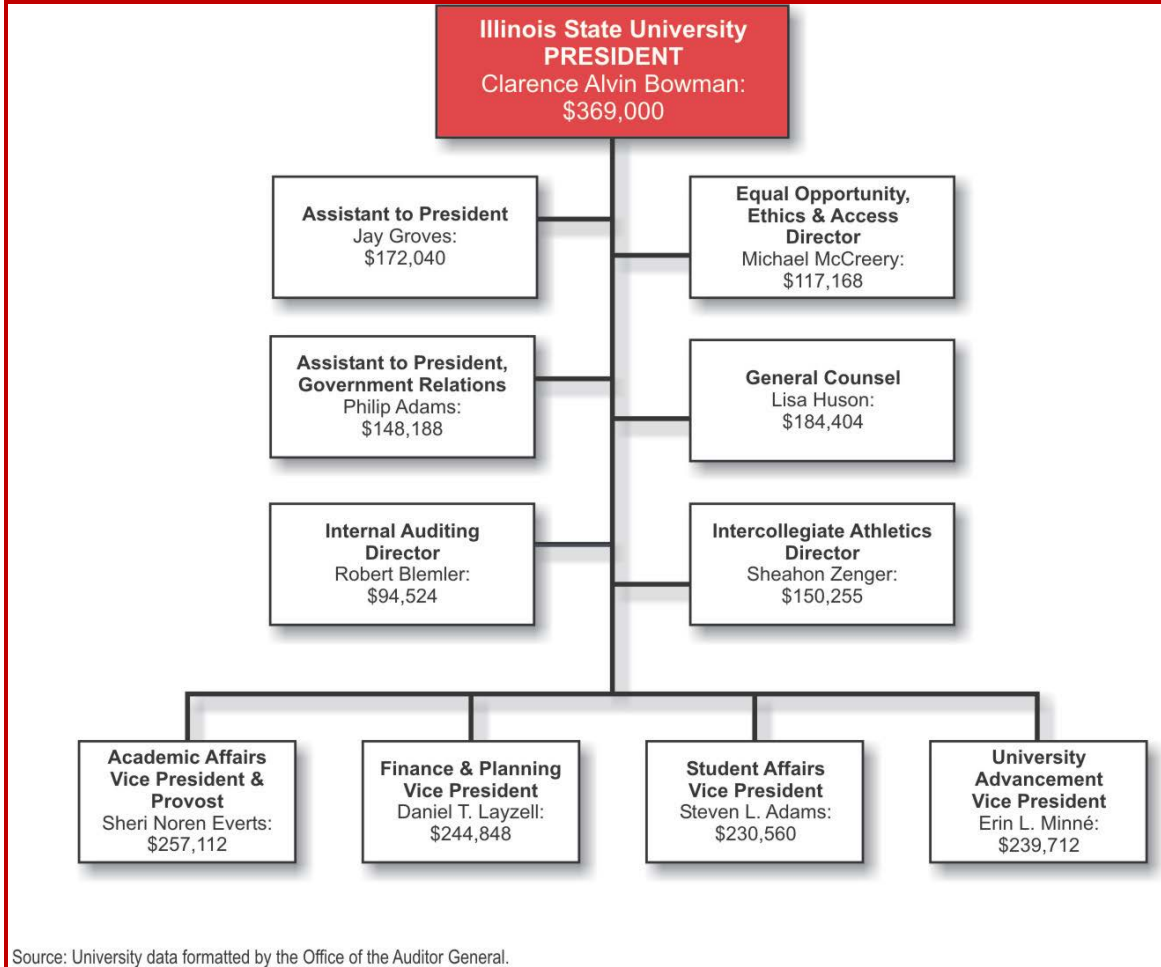 Illinois State University
PRESIDENT
Clarence Alvin Bowman:
$369,000
Assistant to President
Jay Groves:
$172,040
Equal Opportunity,
Ethics & Access
Director
Michael McCreery:
$117,168
Assistant to President,
Government Relations
Philip Adams:
$148,188
General Counsel
Lisa Huson:
$184,404
Internal Auditing
Director
Robert Blemler:
$94,524
Intercollegiate Athletics
Director
Sheahon Zenger:
$150,255
Academic Affairs
Vice President &
Provost
Sheri Noren Everts:
$257,112
Finance & Planning
Vice President
Daniel T. Layzell:
$244,848
Student Affairs
Vice President
Steven L. Adams:
$230,560
University
Advancement
Vice President
Erin L. Minné:
$239,712
Source: University data formatted by the Office of the Auditor General.